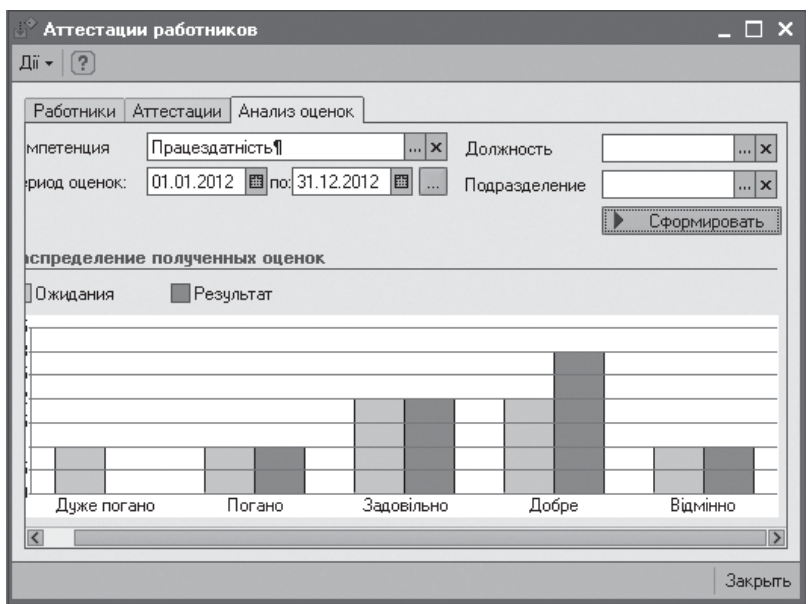 Аттестации работников
Дії
?
Работники Аттестации Анализ оценок
мпетенция Працездатність¶ ... Должность ...
риод оценок: 01.01.2012 по: 31.12.2012 ... Подразделение ...
Сформировать
аспределение полученных оценок
Ожидания Результат
Дуже погано Погано Задовільно Добре Відмінно
Закрыть